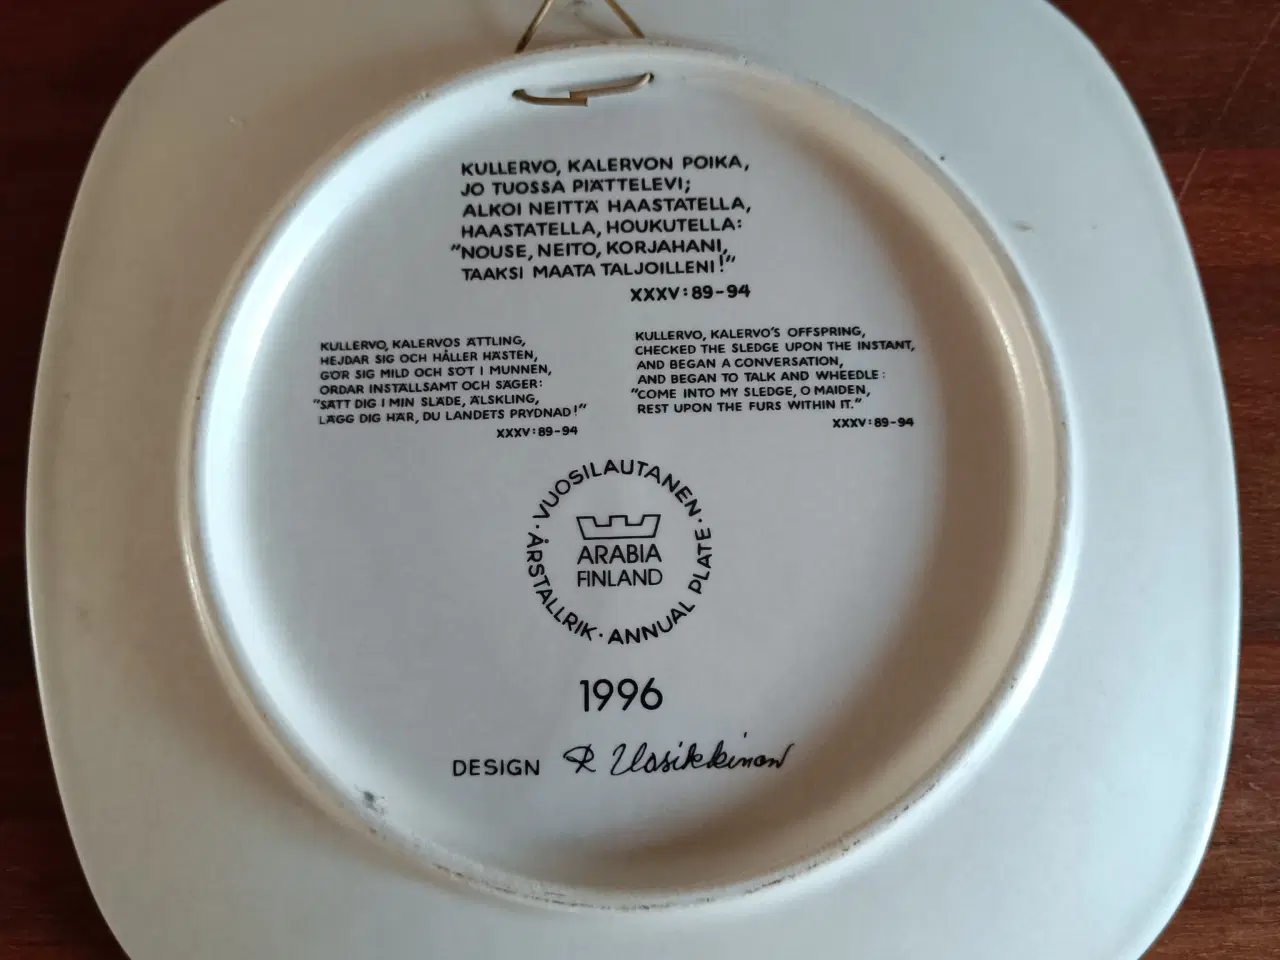 KULLERVO, KALERVON POIKA,
JO TUOSSA PIÄTTELEVI;
ALKOI NEITTÄ HAASTATELLA,
HAASTATELLA, HOUKUTELLA:
"NOUSE, NEITO, KORJAHANI,
TAAKSI MAATA TALJOILLENI!"
XXXV:89-94
KULLERVO, KALERVOS ÄTTLING,
HEJDAR SIG OCH HÅLLER HÄSTEN,
GÖR SIG MILD OCH SÖT I MUNNEN,
ORDAR INSTÄLLSAMT OCH SÄGER:
"SÄTT DIG I MIN SLÄDE, ÄLSKLING,
LÄGG DIG HÄR, DU LANDETS PRYDNAD!"
XXXV:89-94
KULLERVO, KALERVO'S OFFSPRING,
CHECKED THE SLEDGE UPON THE INSTANT,
AND BEGAN A CONVERSATION,
AND BEGAN TO TALK AND WHEEDLE:
"COME INTO MY SLEDGE, O MAIDEN,
REST UPON THE FURS WITHIN IT."
XXXV:89-94
· VUOSILAUTANEN · ANNUAL PLATE · ÅRSTALLRIK
ARABIA
FINLAND
1996
DESIGN R Uosikkinen